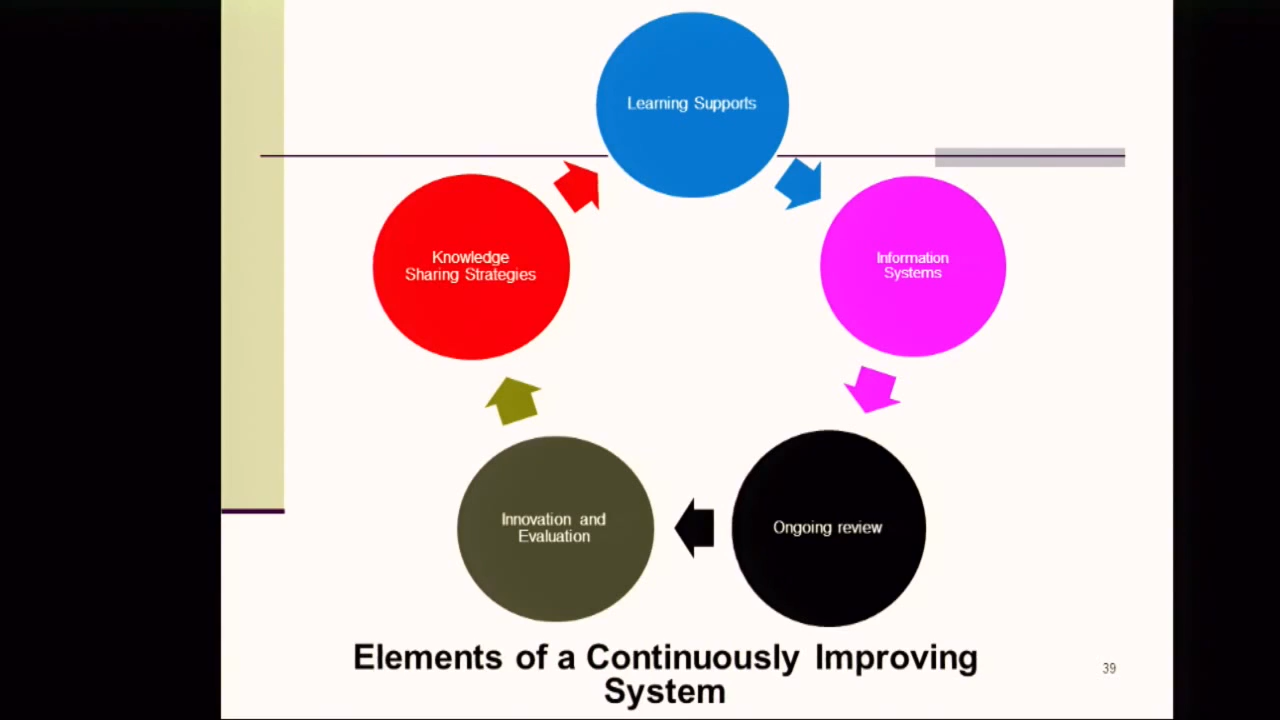 Learning Supports
Information
Systems
Ongoing review
Innovation and
Evaluation
Knowledge
Sharing Strategies
Elements of a Continuously Improving
System
39